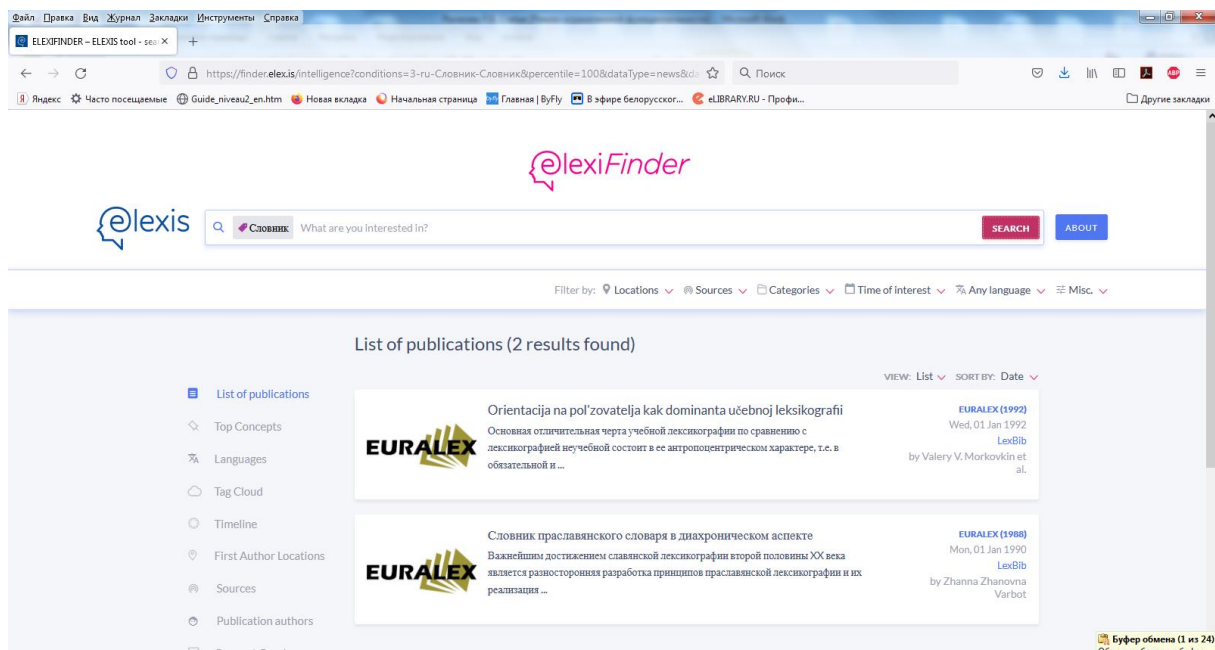 Файл Правка Вид Журнал Закладки Инструменты Справка
ELEXIFINDER – ELEXIS tool - sea
https://finder.elex.is/intelligence?conditions=3-ru-Словник-Словник&percentile=100&dataType=news&da
Поиск
Яндекс Часто посещаемые Guide_niveau2_en.htm Новая вкладка Начальная страница Главная | ByFly В эфире белорусског... eLIBRARY.RU - Профи... Другие закладки
elexiFinder
elexis
Словник What are you interested in? SEARCH ABOUT
Filter by: Locations Sources Categories Time of interest Any language Misc.
List of publications (2 results found)
VIEW: List SORT BY: Date
List of publications
Top Concepts
Languages
Tag Cloud
Timeline
First Author Locations
Sources
Publication authors
EURALEX
Orientacija na pol'zovatelja kak dominanta učebnoj leksikografii
Основная отличительная черта учебной лексикографии по сравнению с
лексикографией неучебной состоит в ее антропоцентрическом характере, т.е. в
обязательной и ...
EURALEX (1992)
Wed, 01 Jan 1992
LexBib
by Valery V. Morkovkin et
al.
EURALEX
Словник праславянского словаря в диахроническом аспекте
Важнейшим достижением славянской лексикографии второй половины XX века
является разносторонняя разработка принципов праславянской лексикографии и их
реализация ...
EURALEX (1988)
Mon, 01 Jan 1990
LexBib
by Zhanna Zhanovna
Varbot
Буфер обмена (1 из 24)